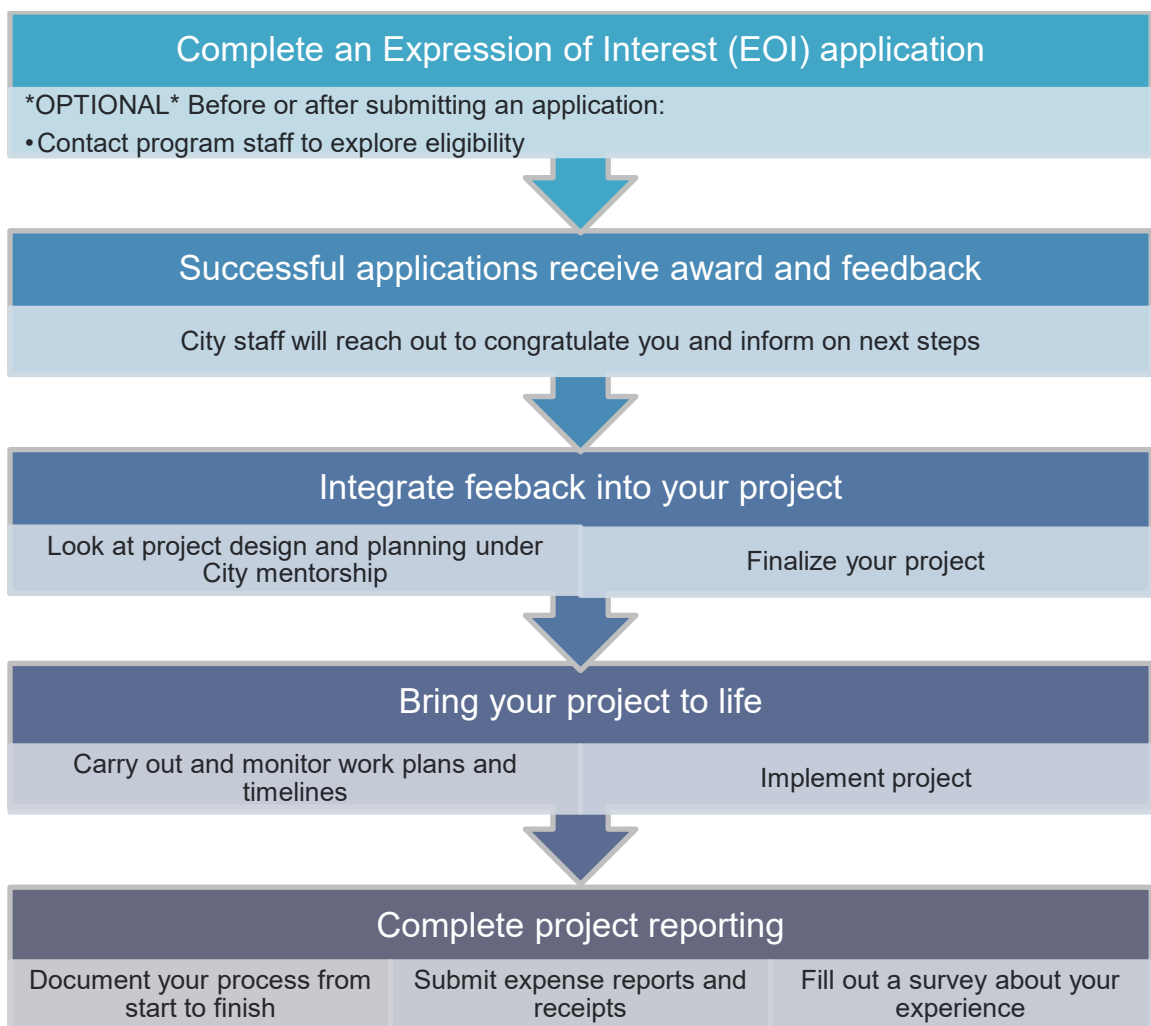 Complete an Expression of Interest (EOI) application
*OPTIONAL* Before or after submitting an application:
•Contact program staff to explore eligibility
Successful applications receive award and feedback
City staff will reach out to congratulate you and inform on next steps
Integrate feeback into your project
Look at project design and planning under
City mentorship
Finalize your project
Bring your project to life
Carry out and monitor work plans and
timelines
Implement project
Complete project reporting
Document your process from
start to finish
Submit expense reports and
receipts
Fill out a survey about your
experience